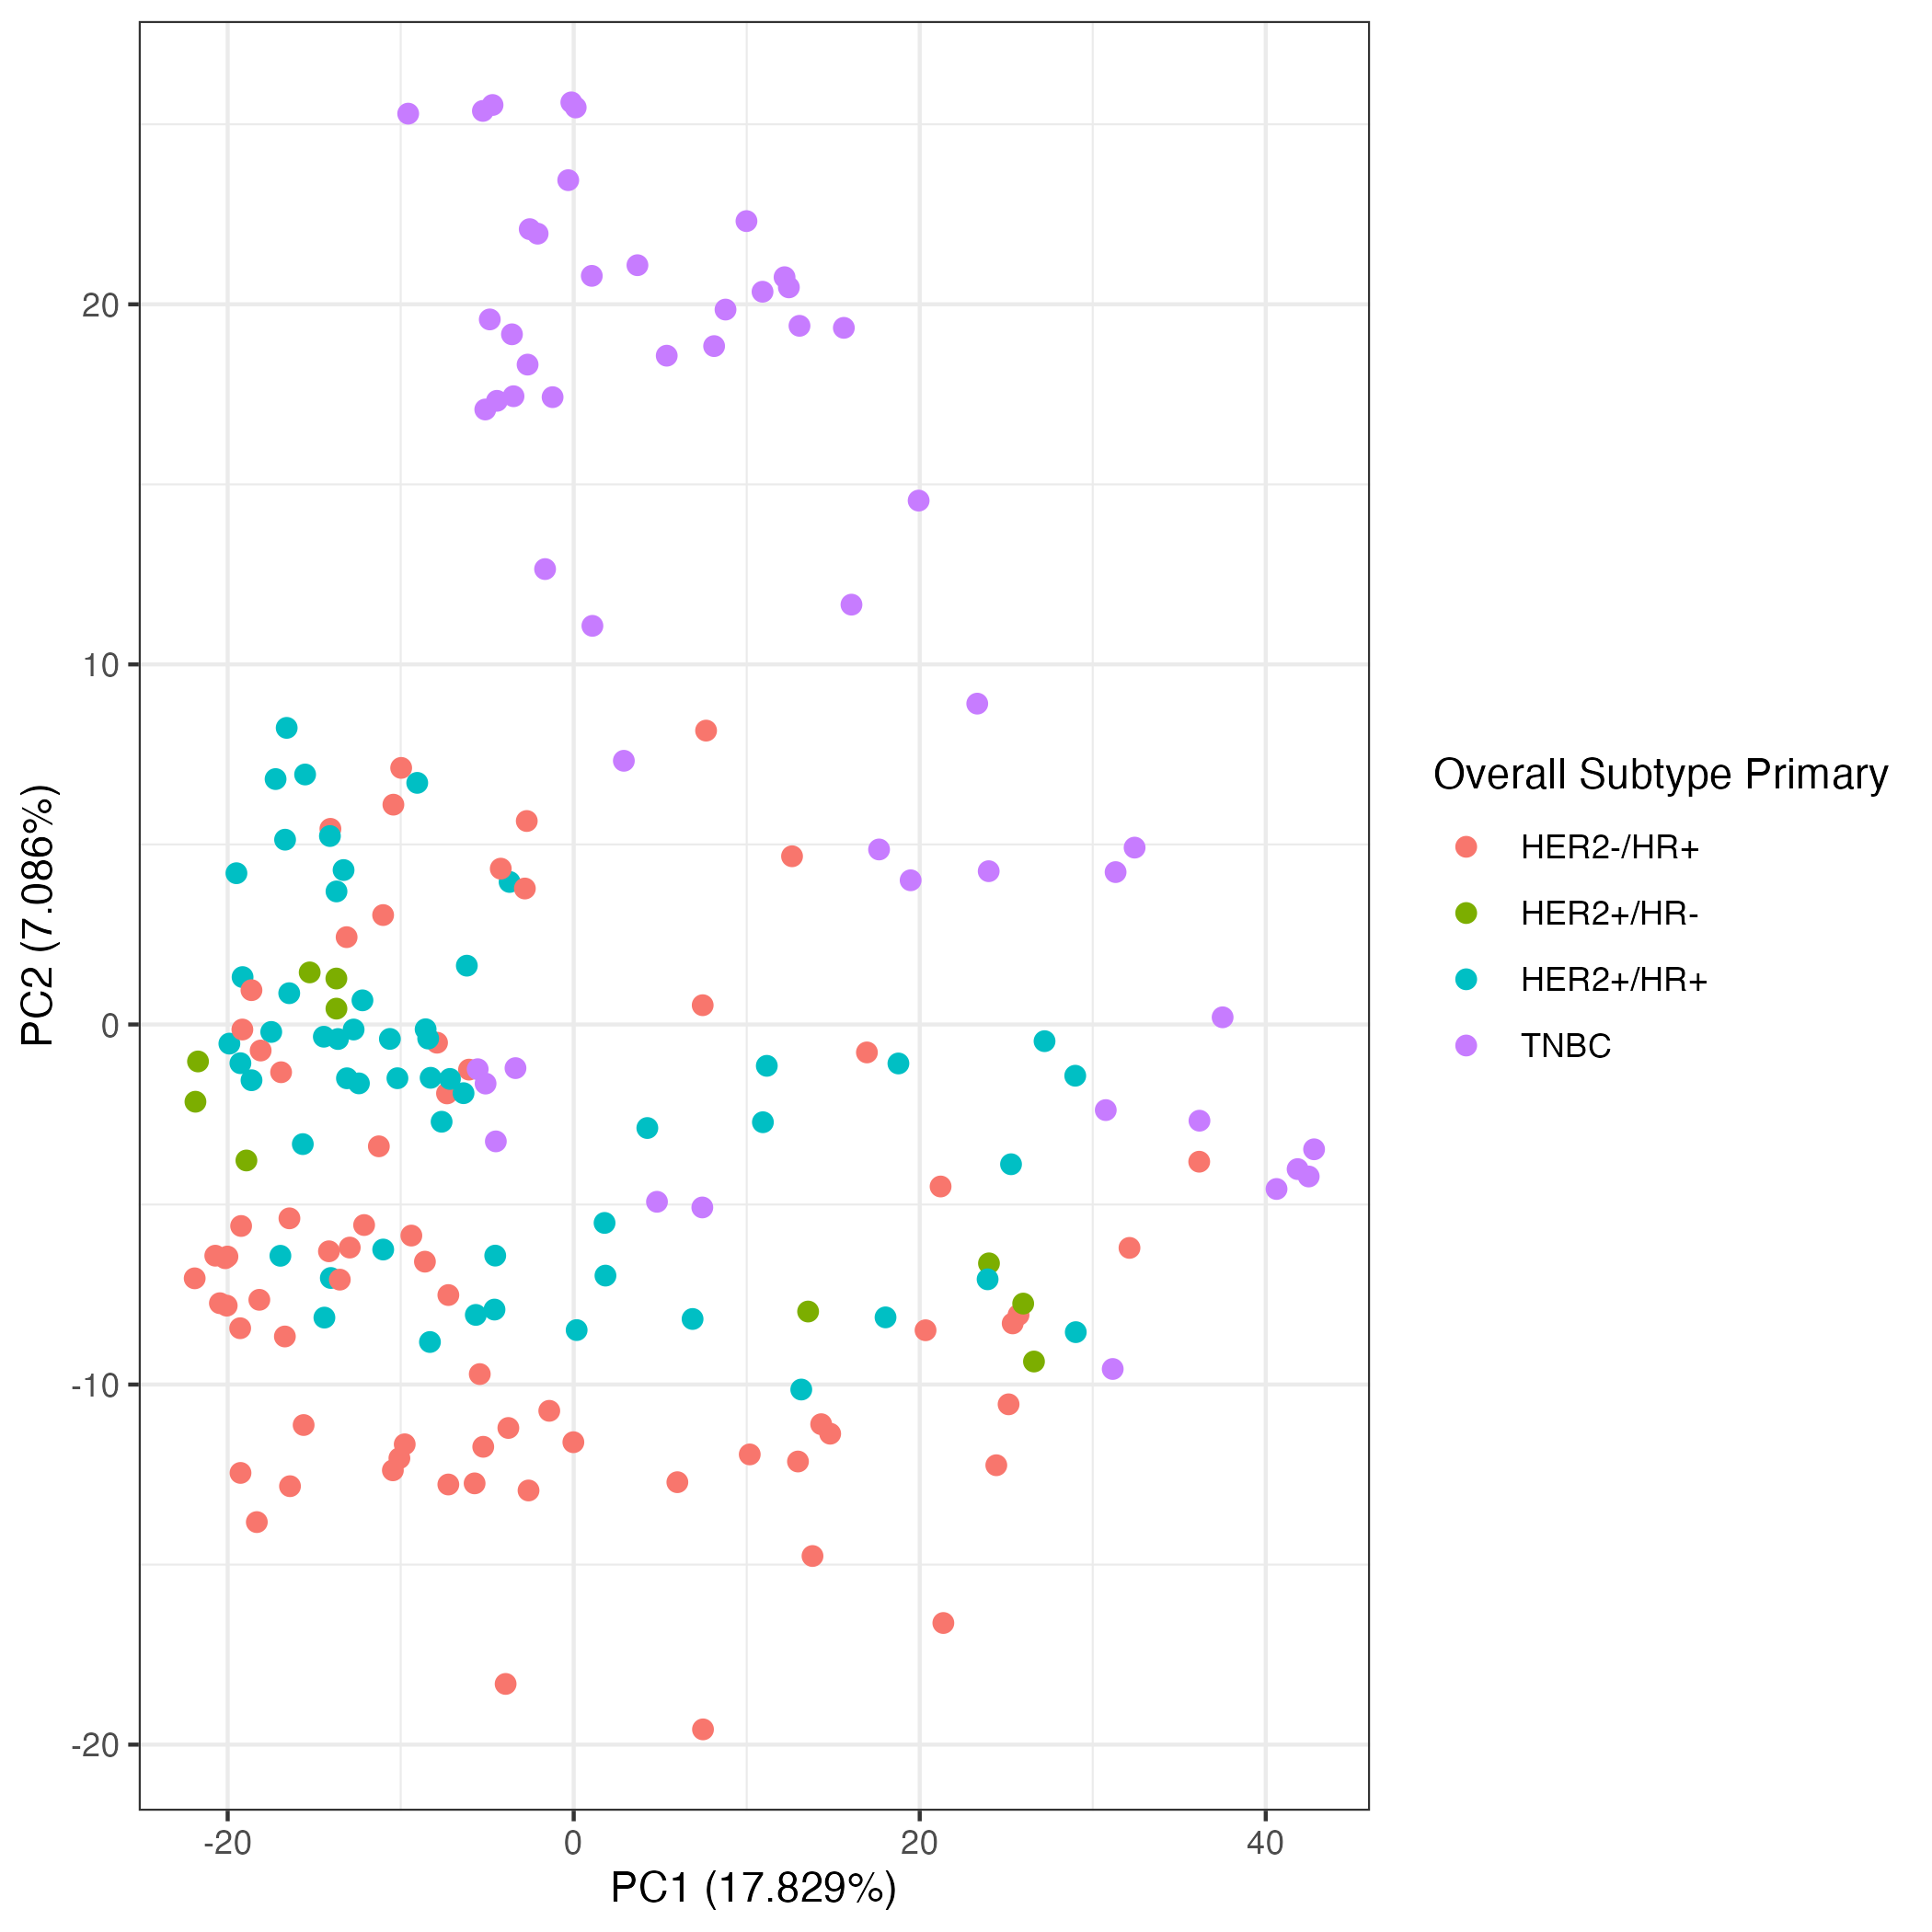 20
10
0
-10
-20
-20
0
20
40
PC1 (17.829%)
PC2 (7.086%)
Overall Subtype Primary
HER2-/HR+
HER2+/HR-
HER2+/HR+
TNBC